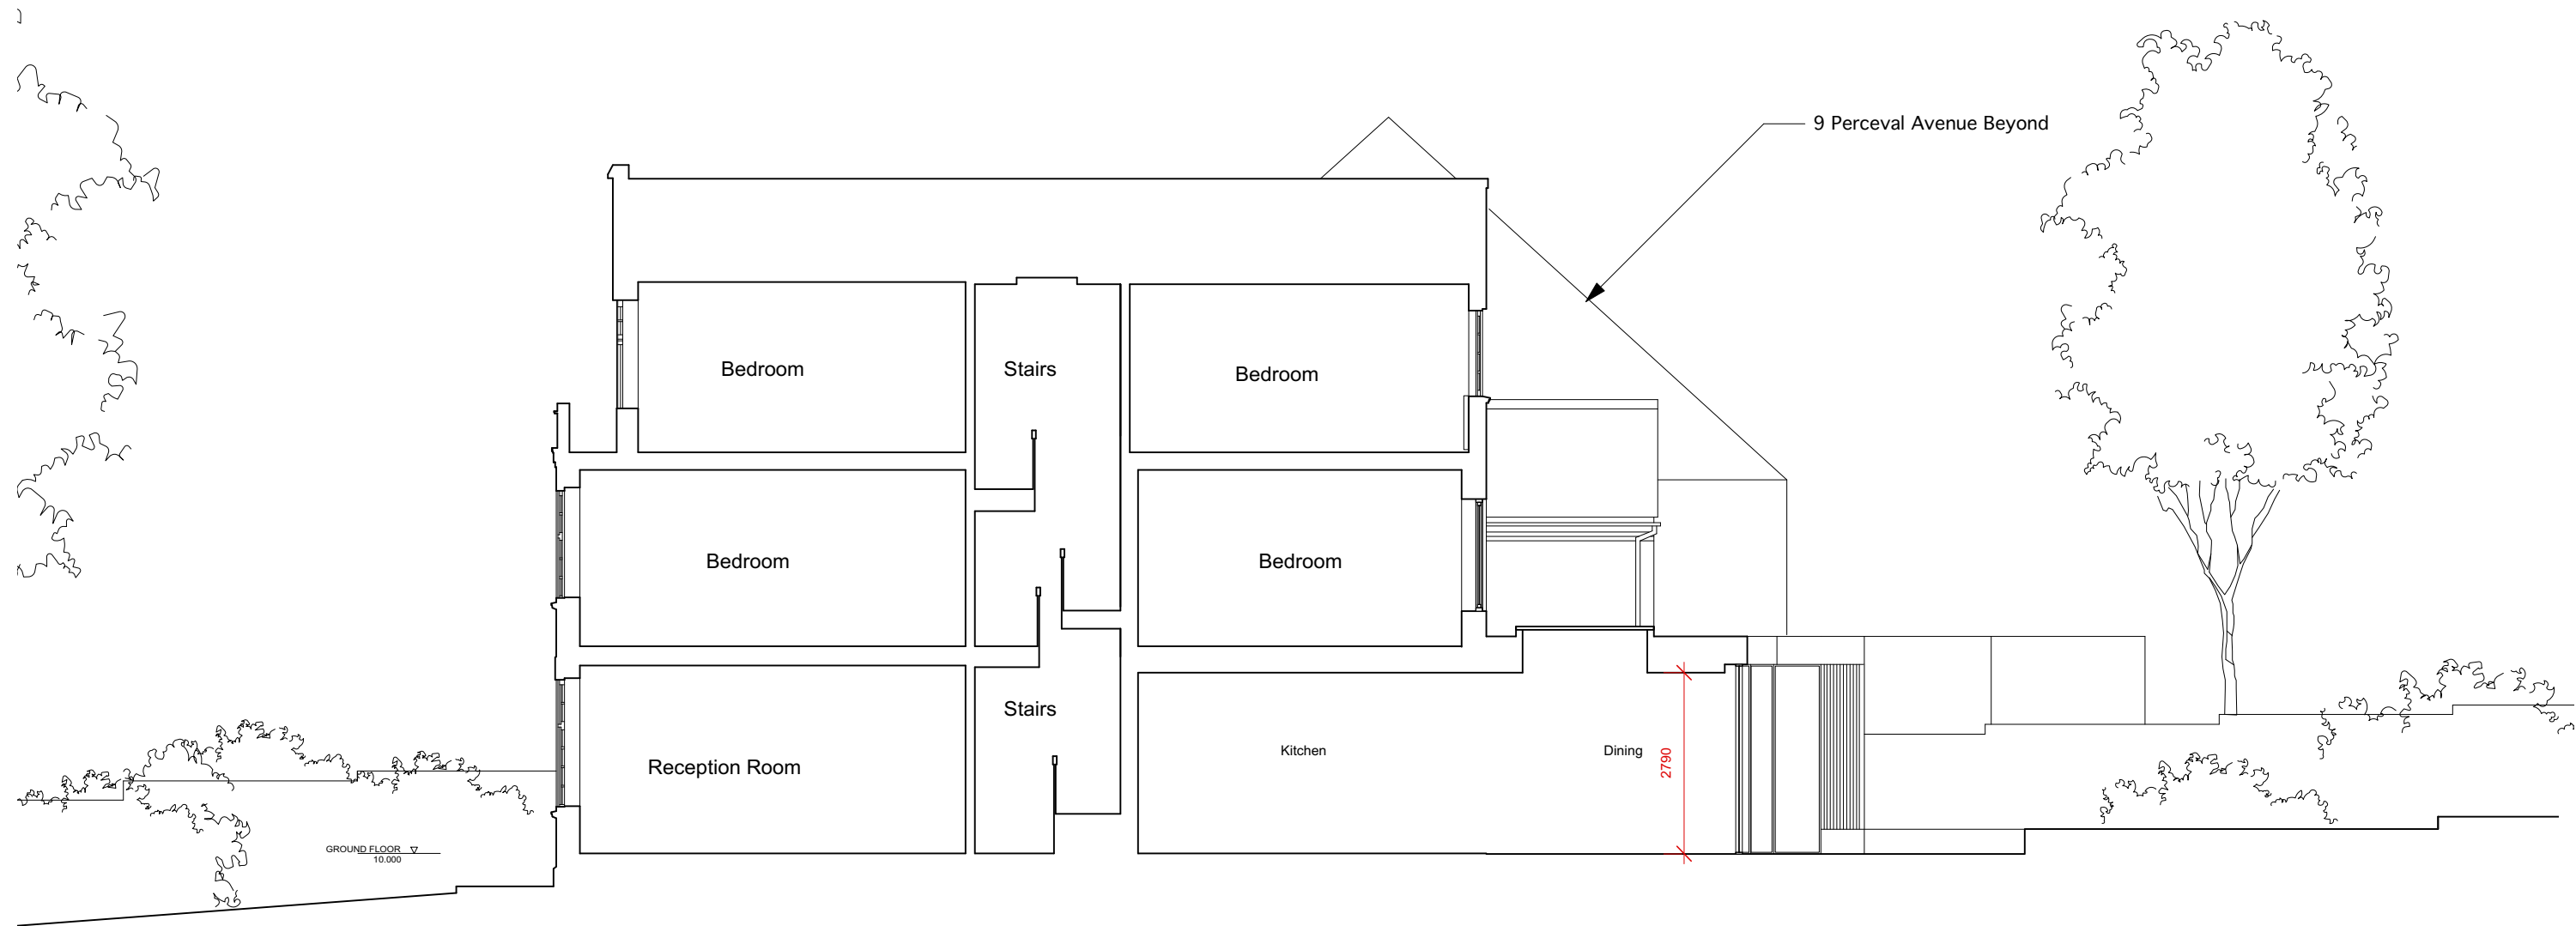 9 Perceval Avenue Beyond
Bedroom
Stairs
Bedroom
Bedroom
Bedroom
Stairs
Reception Room
Kitchen
Dining
2790
GROUND FLOOR
10.000